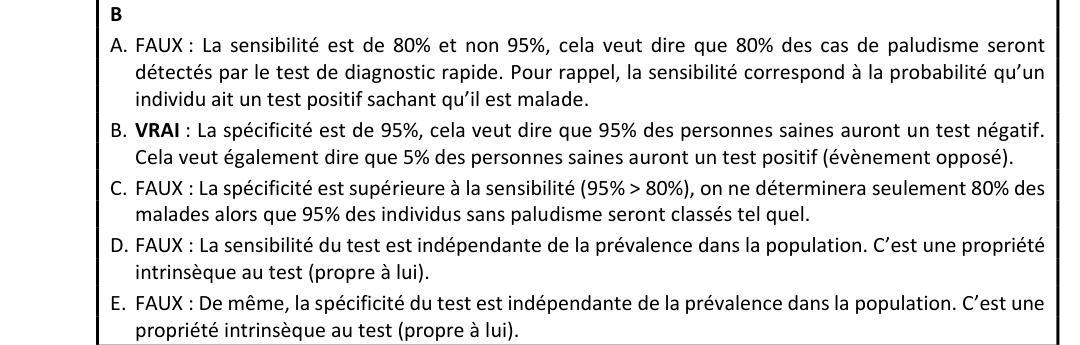 B
A. FAUX : La sensibilité est de 80% et non 95%, cela veut dire que 80% des cas de paludisme seront
détectés par le test de diagnostic rapide. Pour rappel, la sensibilité correspond à la probabilité qu’un
individu ait un test positif sachant qu’il est malade.
B. VRAI : La spécificité est de 95%, cela veut dire que 95% des personnes saines auront un test négatif.
Cela veut également dire que 5% des personnes saines auront un test positif (évènement opposé).
C. FAUX : La spécificité est supérieure à la sensibilité (95% > 80%), on ne déterminera seulement 80% des
malades alors que 95% des individus sans paludisme seront classés tel quel.
D. FAUX : La sensibilité du test est indépendante de la prévalence dans la population. C’est une propriété
intrinsèque au test (propre à lui).
E. FAUX : De même, la spécificité du test est indépendante de la prévalence dans la population. C’est une
propriété intrinsèque au test (propre à lui).